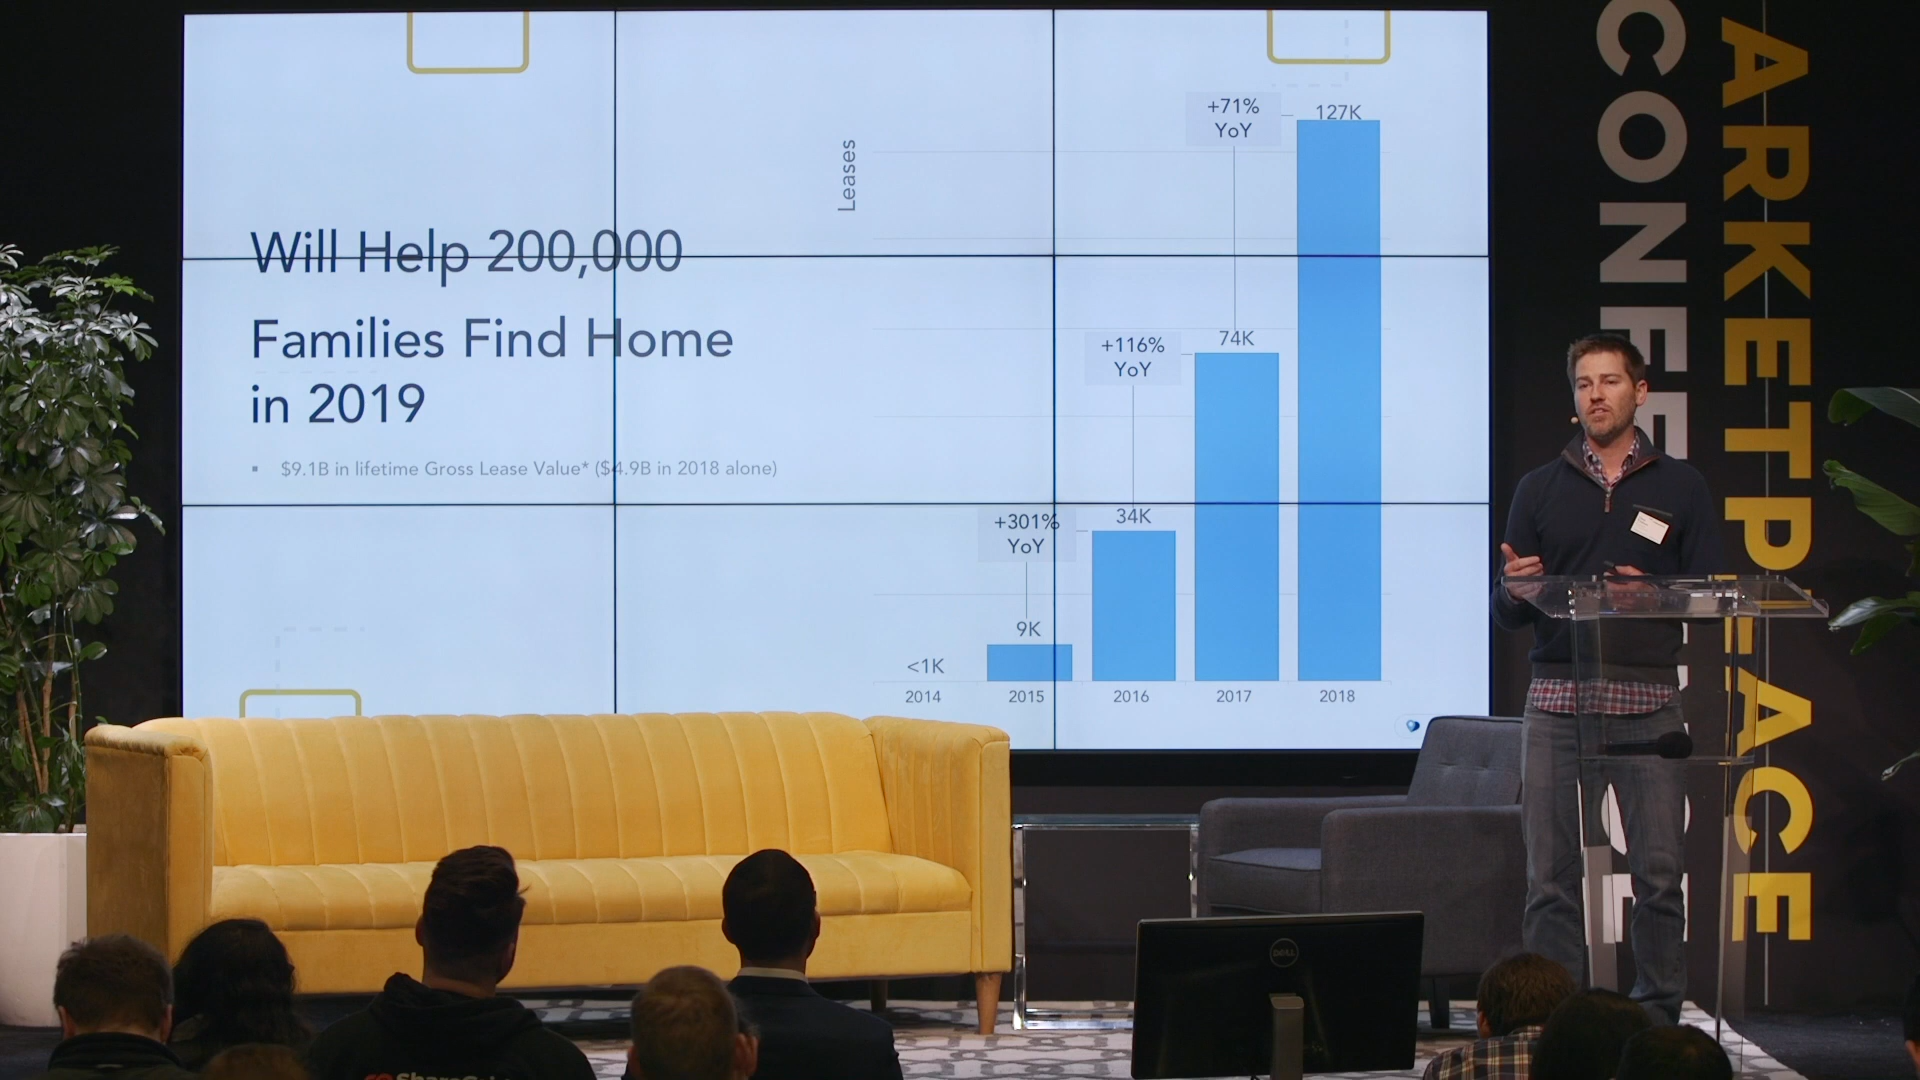 Will Help 200,000
Families Find Home
in 2019
▪ $9.1B in lifetime Gross Lease Value* ($4.9B in 2018 alone)
Leases
+71%
YoY
127K
+116%
YoY
74K
+301%
YoY
34K
9K
<1K
2014
2015
2016
2017
2018
DELL